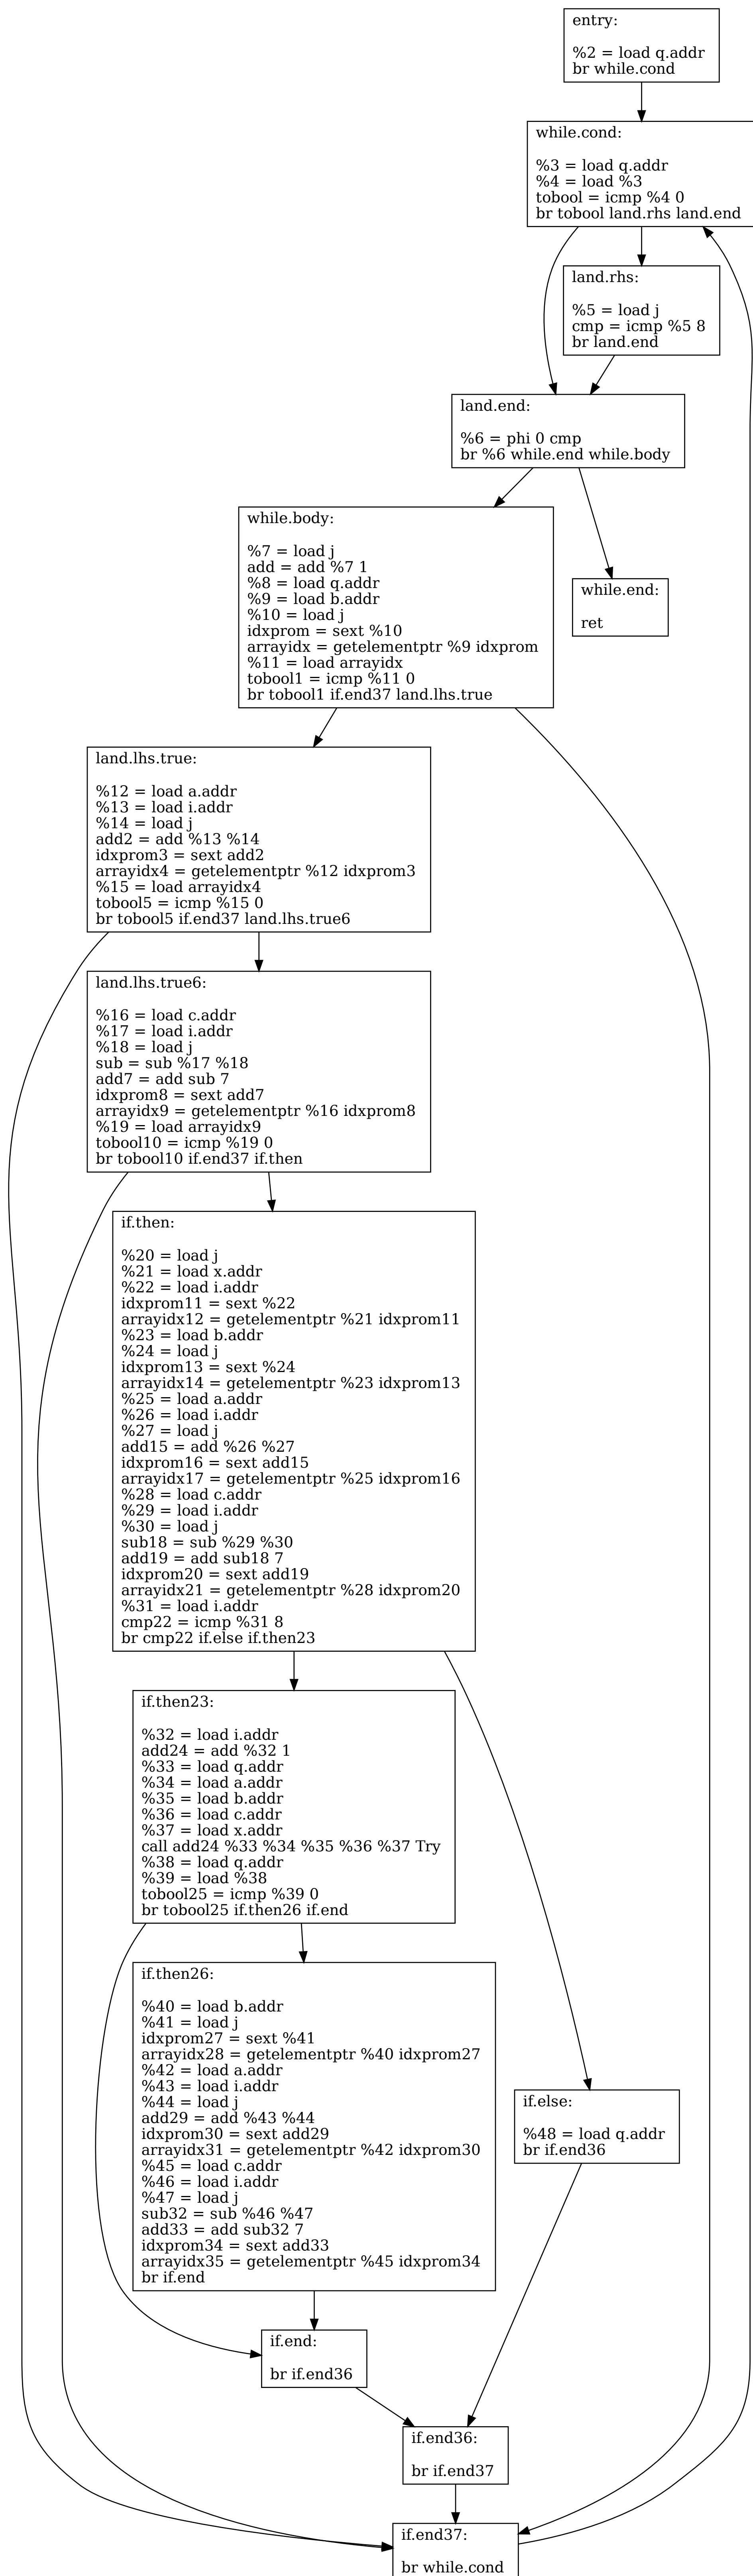 entry:
%2 = load q.addr
br while.cond
while.cond:
%3 = load q.addr
%4 = load %3
tobool = icmp %4 0
br tobool land.rhs land.end
land.rhs:
%5 = load j
cmp = icmp %5 8
br land.end
land.end:
%6 = phi 0 cmp
br %6 while.end while.body
while.body:
%7 = load j
add = add %7 1
%8 = load q.addr
%9 = load b.addr
%10 = load j
idxprom = sext %10
arrayidx = getelementptr %9 idxprom
%11 = load arrayidx
tobool1 = icmp %11 0
br tobool1 if.end37 land.lhs.true
while.end:
ret
land.lhs.true:
%12 = load a.addr
%13 = load i.addr
%14 = load j
add2 = add %13 %14
idxprom3 = sext add2
arrayidx4 = getelementptr %12 idxprom3
%15 = load arrayidx4
tobool5 = icmp %15 0
br tobool5 if.end37 land.lhs.true6
land.lhs.true6:
%16 = load c.addr
%17 = load i.addr
%18 = load j
sub = sub %17 %18
add7 = add sub 7
idxprom8 = sext add7
arrayidx9 = getelementptr %16 idxprom8
%19 = load arrayidx9
tobool10 = icmp %19 0
br tobool10 if.end37 if.then
if.then:
%20 = load j
%21 = load x.addr
%22 = load i.addr
idxprom11 = sext %22
arrayidx12 = getelementptr %21 idxprom11
%23 = load b.addr
%24 = load j
idxprom13 = sext %24
arrayidx14 = getelementptr %23 idxprom13
%25 = load a.addr
%26 = load i.addr
%27 = load j
add15 = add %26 %27
idxprom16 = sext add15
arrayidx17 = getelementptr %25 idxprom16
%28 = load c.addr
%29 = load i.addr
%30 = load j
sub18 = sub %29 %30
add19 = add sub18 7
idxprom20 = sext add19
arrayidx21 = getelementptr %28 idxprom20
%31 = load i.addr
cmp22 = icmp %31 8
br cmp22 if.else if.then23
if.then23:
%32 = load i.addr
add24 = add %32 1
%33 = load q.addr
%34 = load a.addr
%35 = load b.addr
%36 = load c.addr
%37 = load x.addr
call add24 %33 %34 %35 %36 %37 Try
%38 = load q.addr
%39 = load %38
tobool25 = icmp %39 0
br tobool25 if.then26 if.end
if.then26:
%40 = load b.addr
%41 = load j
idxprom27 = sext %41
arrayidx28 = getelementptr %40 idxprom27
%42 = load a.addr
%43 = load i.addr
%44 = load j
add29 = add %43 %44
idxprom30 = sext add29
arrayidx31 = getelementptr %42 idxprom30
%45 = load c.addr
%46 = load i.addr
%47 = load j
sub32 = sub %46 %47
add33 = add sub32 7
idxprom34 = sext add33
arrayidx35 = getelementptr %45 idxprom34
br if.end
if.else:
%48 = load q.addr
br if.end36
if.end:
br if.end36
if.end36:
br if.end37
if.end37:
br while.cond